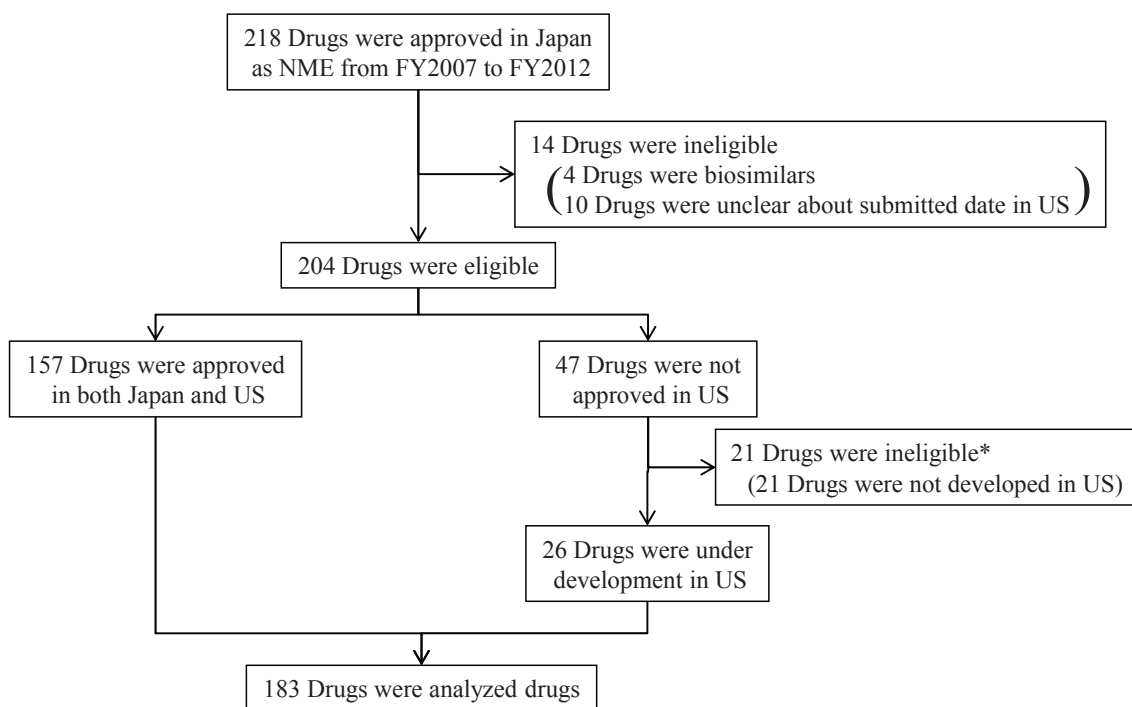 218 Drugs were approved in Japan
as NME from FY2007 to FY2012
14 Drugs were ineligible
(4 Drugs were biosimilars
10 Drugs were unclear about submitted date in US)
204 Drugs were eligible
157 Drugs were approved
in both Japan and US
47 Drugs were not
approved in US
21 Drugs were ineligible*
(21 Drugs were not developed in US)
26 Drugs were under
development in US
183 Drugs were analyzed drugs